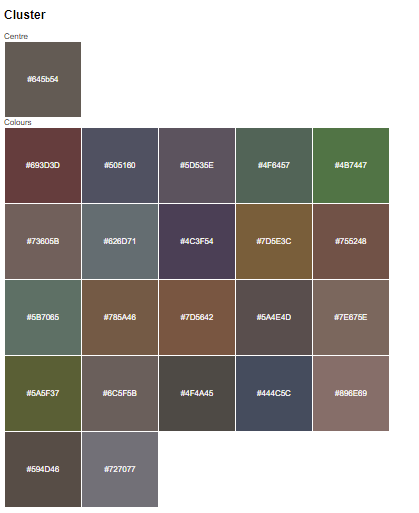 Cluster
Centre
#645b54
Colours
#693D3D #505160 #5D535E #4F6457 #4B7447
#73605B #626D71 #4C3F54 #7D5E3C #755248
#5B7065 #785A46 #7D5642 #5A4E4D #7E675E
#5A5F37 #6C5F5B #4F4A45 #444C5C #896E69
#594D46 #727077